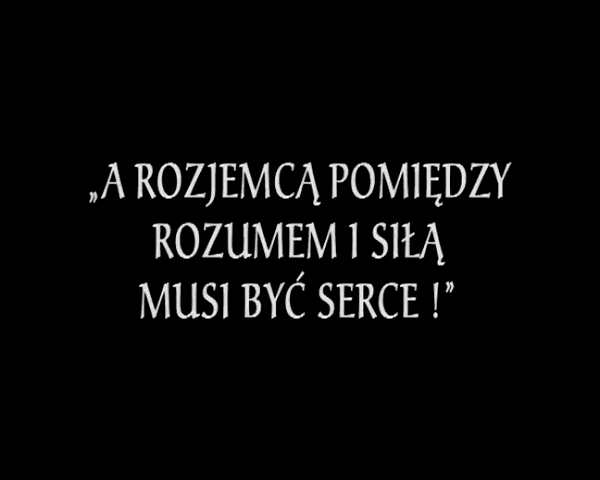 „A ROZJEMCĄ POMIĘDZY
ROZUMEM I SIŁĄ
MUSI BYĆ SERCE !”